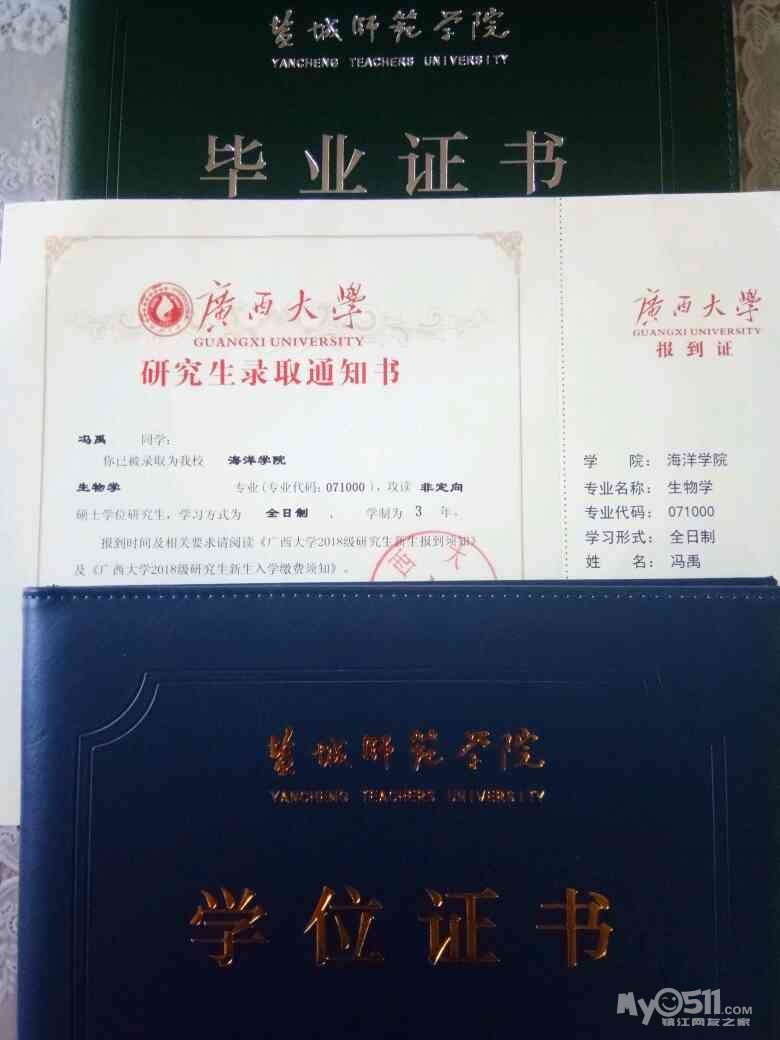 盐城师范学院
YANCHENG TEACHERS UNIVERSITY
毕业证书
廣西大學
GUANGXI UNIVERSITY
研究生录取通知书
冯禹 同学:
你已被录取为我校 海洋学院
生物学 专业(专业代码:071000),攻读 非定向
硕士学位研究生,学习方式为 全日制 ,学制为 3 年。
报到时间及相关要求请阅读《广西大学2018级研究生新生报到须知》
及《广西大学2018级研究生新生入学缴费须知》。
西大
廣西大學
GUANGXI UNIVERSITY
报到证
学 院: 海洋学院
专业名称: 生物学
专业代码: 071000
学习形式: 全日制
姓 名: 冯禹
盐城师范学院
YANCHENG TEACHERS UNIVERSITY
学位证书
My0511.COM
镇江网友之家